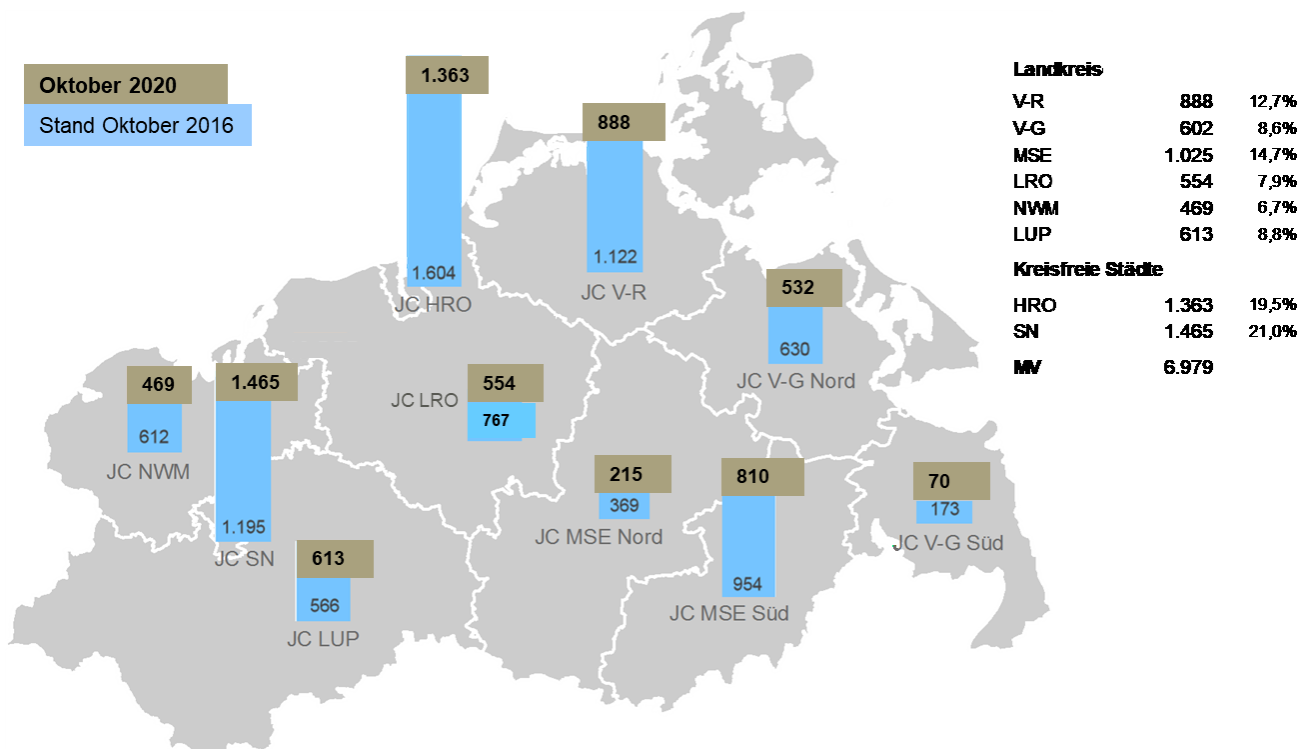 Oktober 2020
Stand Oktober 2016
1.363
1.604
JC HRO
888
1.122
JC V-R
532
630
JC V-G Nord
469
612
JC NWM
1.465
1.195
JC SN
JC LRO
554
767
215
369
JC MSE Nord
810
954
JC MSE Süd
70
173
JC V-G Süd
613
566
JC LUP
Landkreis
V-R 888 12,7%
V-G 602 8,6%
MSE 1.025 14,7%
LRO 554 7,9%
NWM 469 6,7%
LUP 613 8,8%
Kreisfreie Städte
HRO 1.363 19,5%
SN 1.465 21,0%
MV 6.979